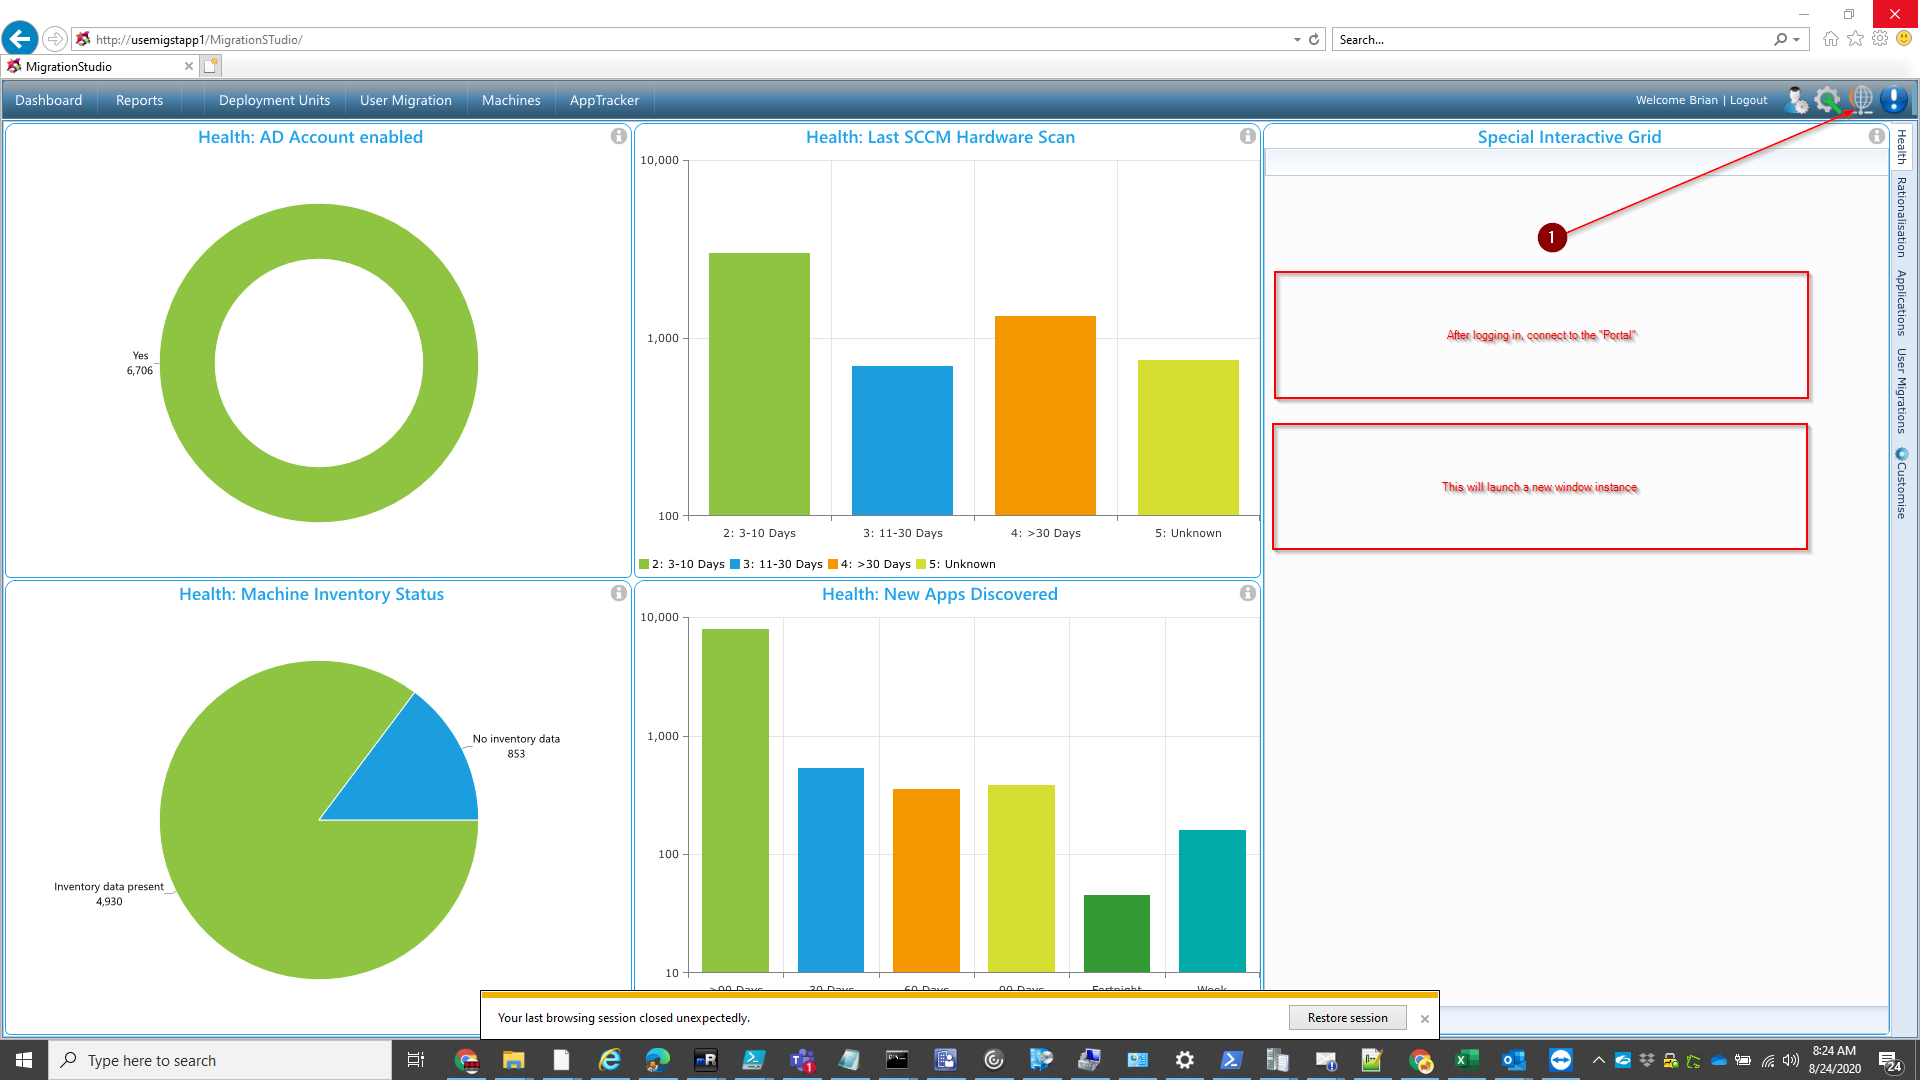 http://usemigstapp1/MigrationSTudio/
Search...
MigrationStudio
Dashboard
Reports
Deployment Units
User Migration
Machines
AppTracker
Welcome Brian | Logout
Health: AD Account enabled
Yes
6,706
Health: Last SCCM Hardware Scan
10,000
1,000
100
2: 3-10 Days
3: 11-30 Days
4: >30 Days
5: Unknown
2: 3-10 Days
3: 11-30 Days
4: >30 Days
5: Unknown
Special Interactive Grid
1
After logging in, connect to the "Portal"
This will launch a new window instance
Health
Rationalisation
Applications
User Migrations
Customise
Health: Machine Inventory Status
No inventory data
853
Inventory data present
4,930
Health: New Apps Discovered
10,000
1,000
100
10
>90 Days
30 Days
60 Days
90 Days
Fortnight
Week
Your last browsing session closed unexpectedly.
Restore session
Type here to search
mR
1
8:24 AM
8/24/2020
24